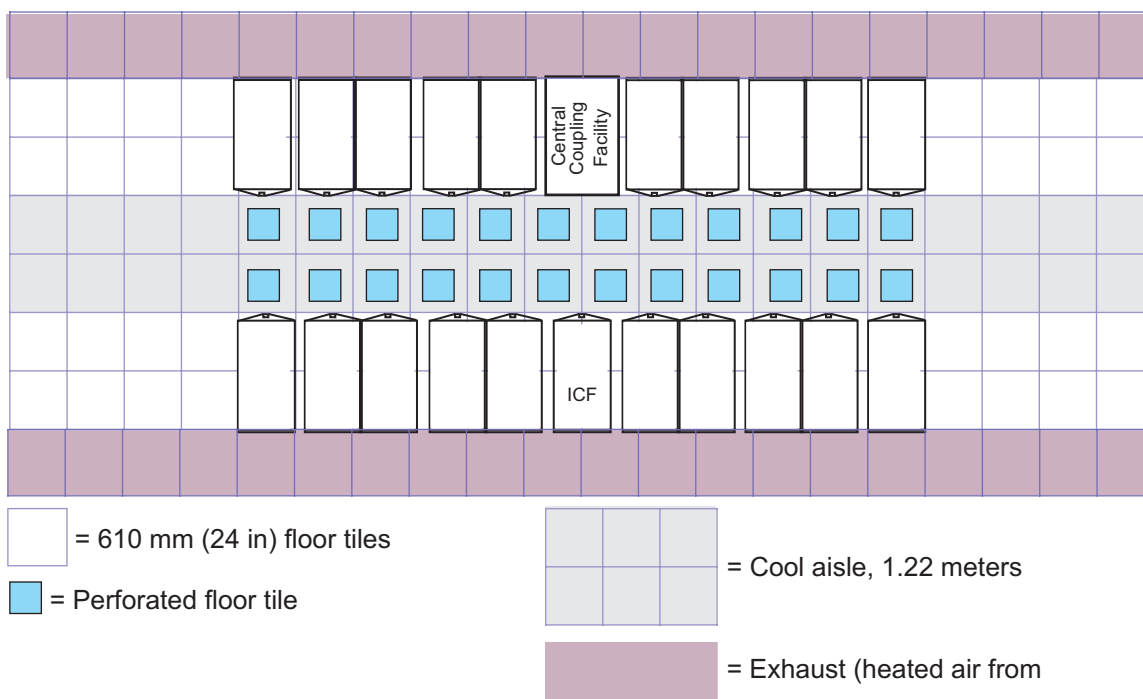 Central
Coupling
Facility
ICF
= 610 mm (24 in) floor tiles
= Perforated floor tile
= Cool aisle, 1.22 meters
= Exhaust (heated air from